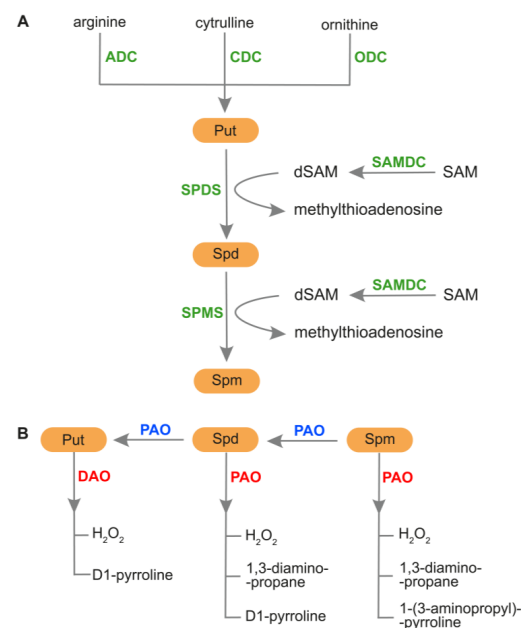 A
arginine cytrulline ornithine
ADC CDC ODC
Put
SPDS dSAM SAMDC SAM
methylthioadenosine
Spd
SPMS dSAM SAMDC SAM
methylthioadenosine
Spm
B
Put PAO Spd PAO Spm
DAO PAO PAO
H₂O₂ H₂O₂ H₂O₂
D1-pyrroline 1,3-diamino- 1,3-diamino-
-propane -propane
D1-pyrroline 1-(3-aminopropyl)-
-pyrroline